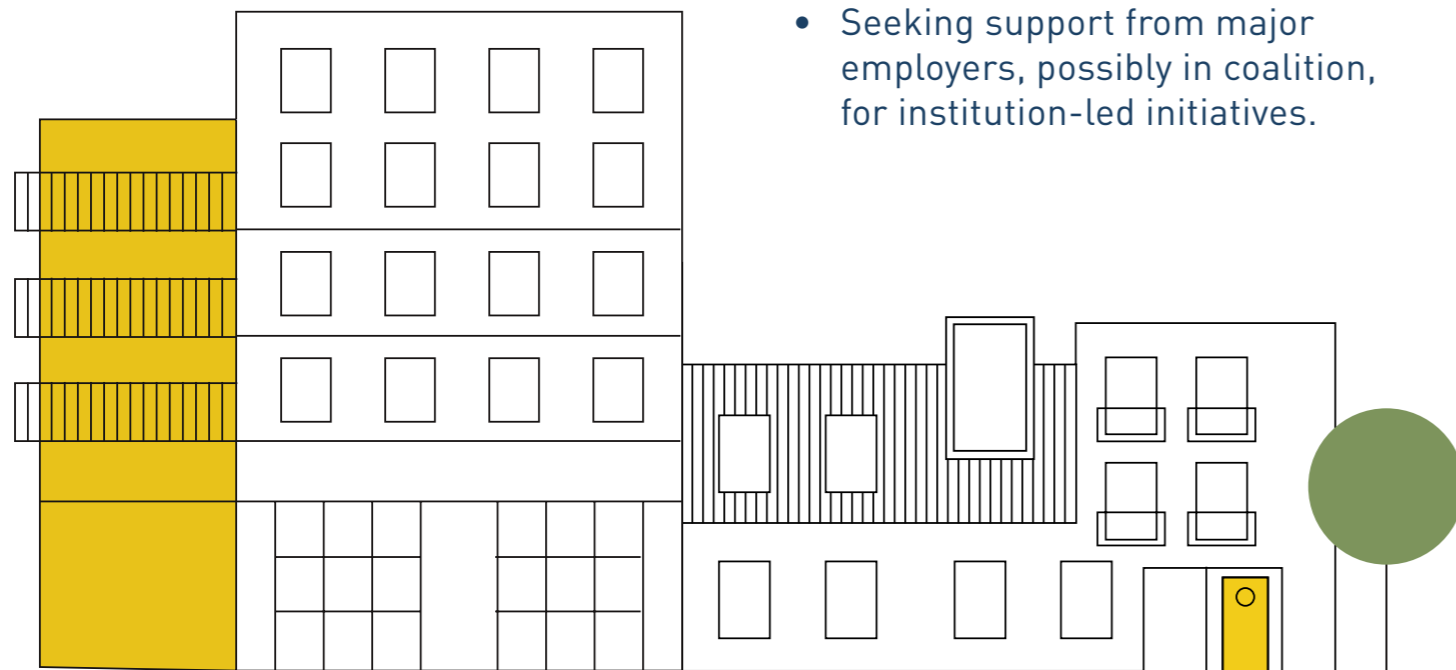 • Seeking support from major
employers, possibly in coalition,
for institution-led initiatives.